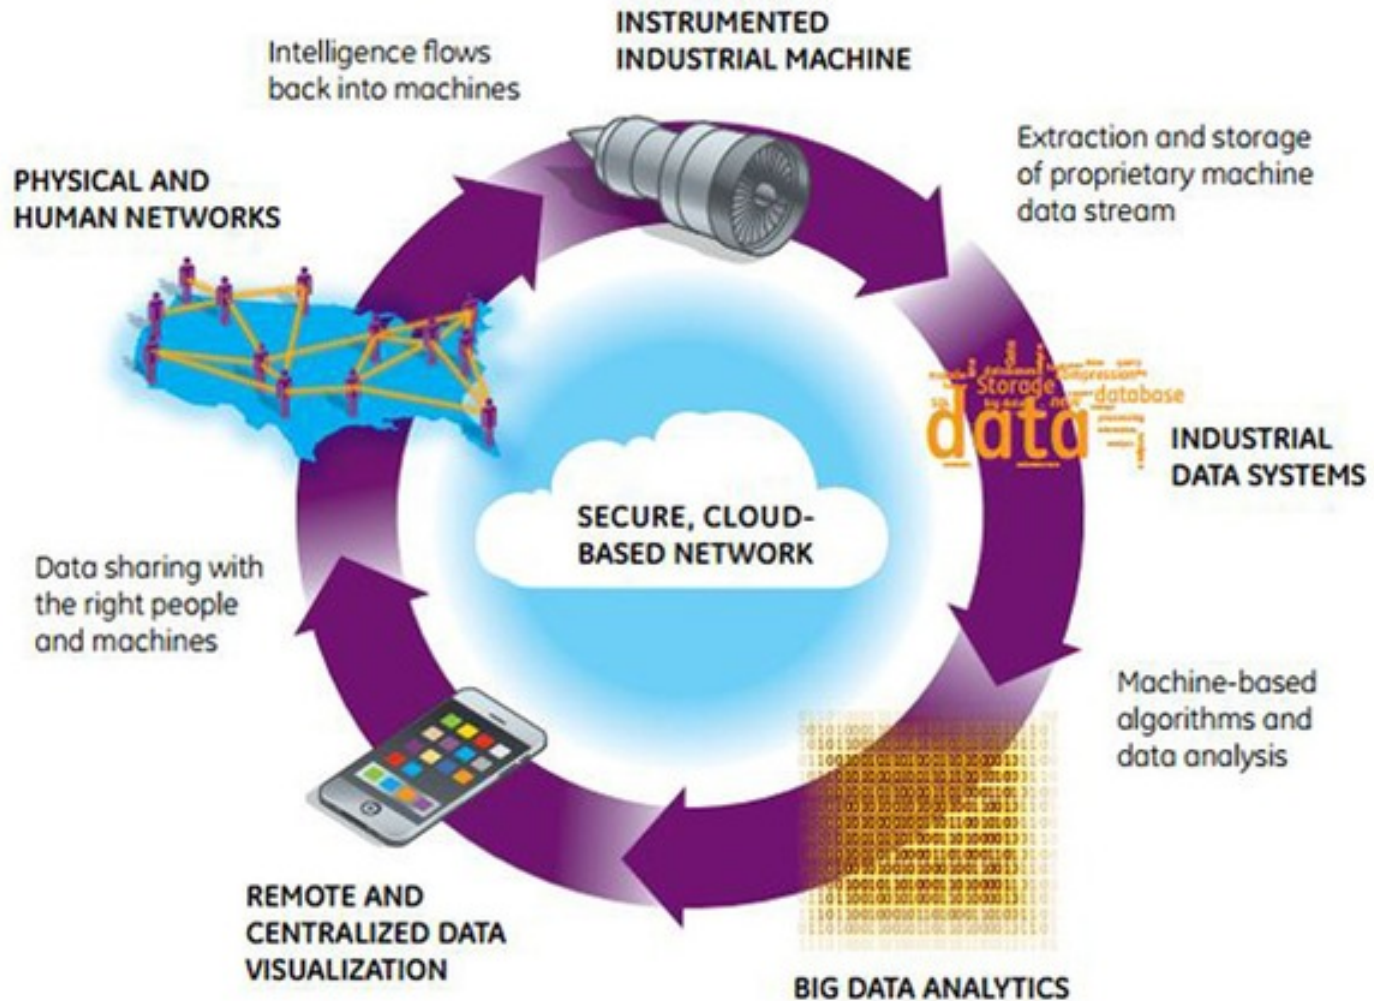 INSTRUMENTED
INDUSTRIAL MACHINE
Intelligence flows
back into machines
Extraction and storage
of proprietary machine
data stream
PHYSICAL AND
HUMAN NETWORKS
Storage
database
data
INDUSTRIAL
DATA SYSTEMS
SECURE, CLOUD-
BASED NETWORK
Data sharing with
the right people
and machines
Machine-based
algorithms and
data analysis
REMOTE AND
CENTRALIZED DATA
VISUALIZATION
BIG DATA ANALYTICS